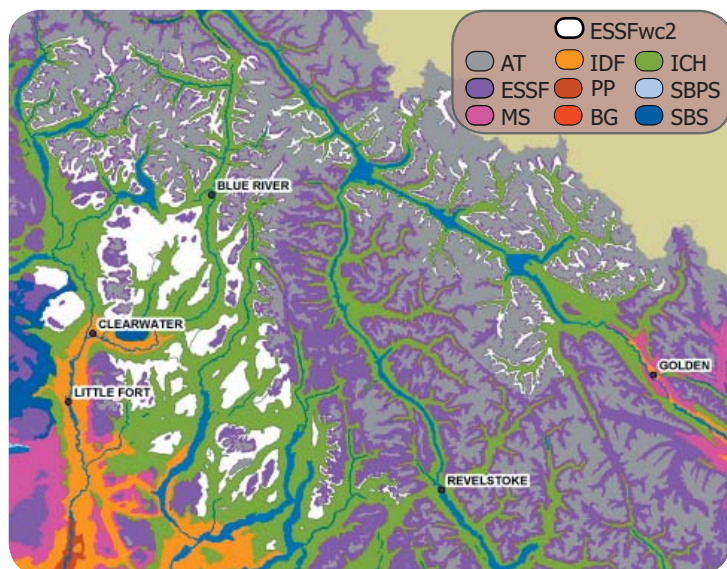 ESSFwc2
AT IDF ICH
ESSF PP SBPS
MS BG SBS
BLUE RIVER
CLEARWATER
GOLDEN
LITTLE FORT
REVELSTOKE